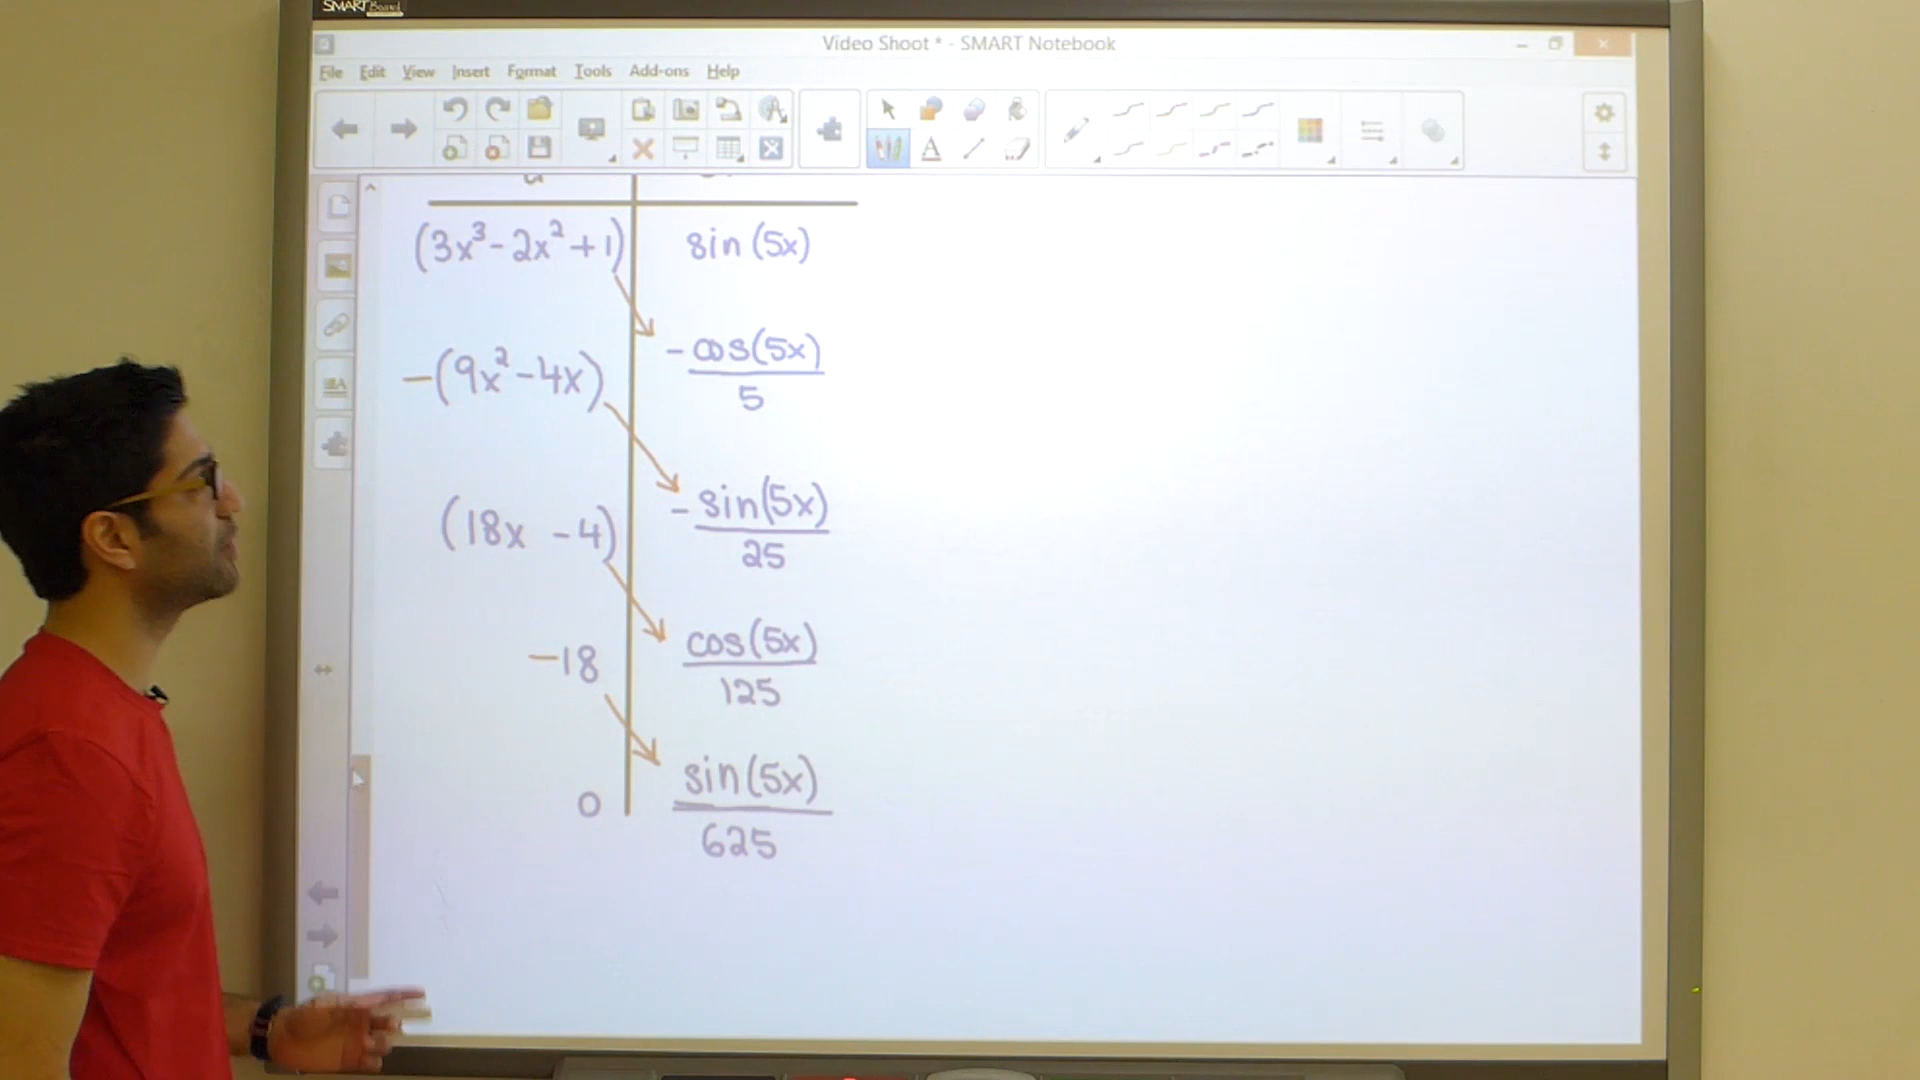 SMART Board
Video Shoot * - SMART Notebook
File Edit View Insert Format Tools Add-ons Help
(3x³-2x²+1) sin (5x)
-(9x²-4x) -cos(5x)/5
(18x -4) -sin(5x)/25
-18 cos(5x)/125
0 sin(5x)/625